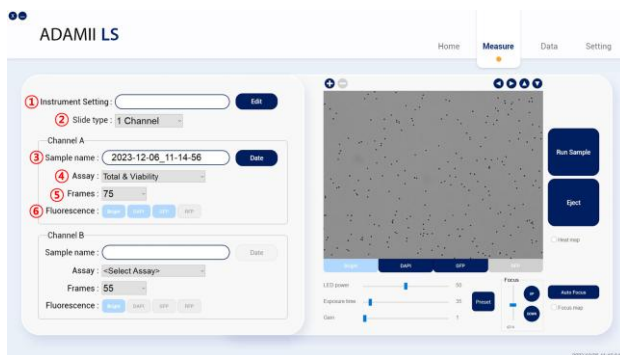 ADAMII LS
Home Measure Data Setting
① Instrument Setting : Edit
② Slide type : 1 Channel
Channel A
③ Sample name : 2023-12-06_11-14-56 Date
④ Assay : Total & Viability
⑤ Frames : 75
⑥ Fluorescence : Bright DAPI GFP RFP
Channel B
Sample name : Date
Assay : <Select Assay>
Frames : 55
Fluorescence : Bright DAPI GFP RFP
Bright DAPI GFP RFP
LED power 50
Exposure time 30
Gain 1
Preset
Focus
UP
DOWN
Run Sample
Eject
Heat map
Auto Focus
Focus map